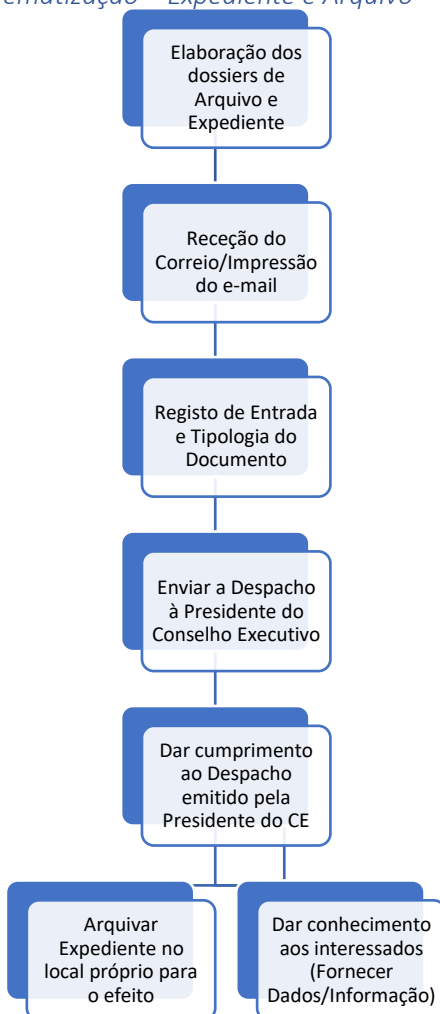 ematização – Expediente e Arquivo
Elaboração dos
dossiers de
Arquivo e
Expediente
Receção do
Correio/Impressão
do e-mail
Registo de Entrada
e Tipologia do
Documento
Enviar a Despacho
à Presidente do
Conselho Executivo
Dar cumprimento
ao Despacho
emitido pela
Presidente do CE
Arquivar
Expediente no
local próprio para
o efeito
Dar conhecimento
aos interessados
(Fornecer
Dados/Informação)